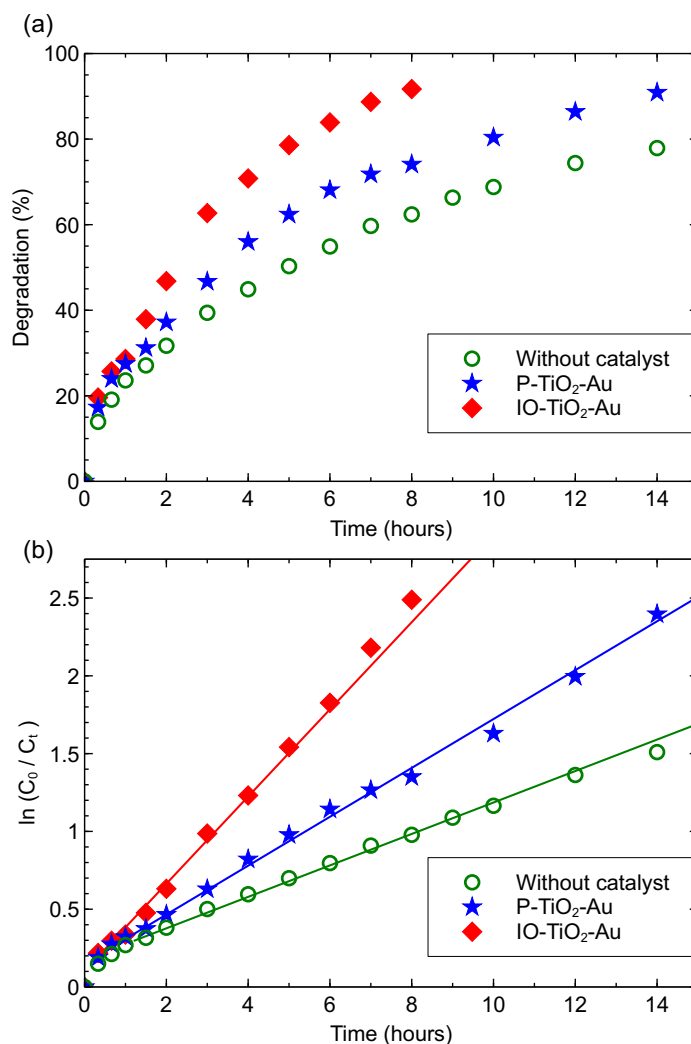 (a)
100
80
60
40
20
0
Degradation (%)
Without catalyst
P-TiO₂-Au
IO-TiO₂-Au
0 2 4 6 8 10 12 14
Time (hours)
(b)
2.5
2
1.5
1
0.5
0
ln (C₀ / Cₜ )
Without catalyst
P-TiO₂-Au
IO-TiO₂-Au
0 2 4 6 8 10 12 14
Time (hours)